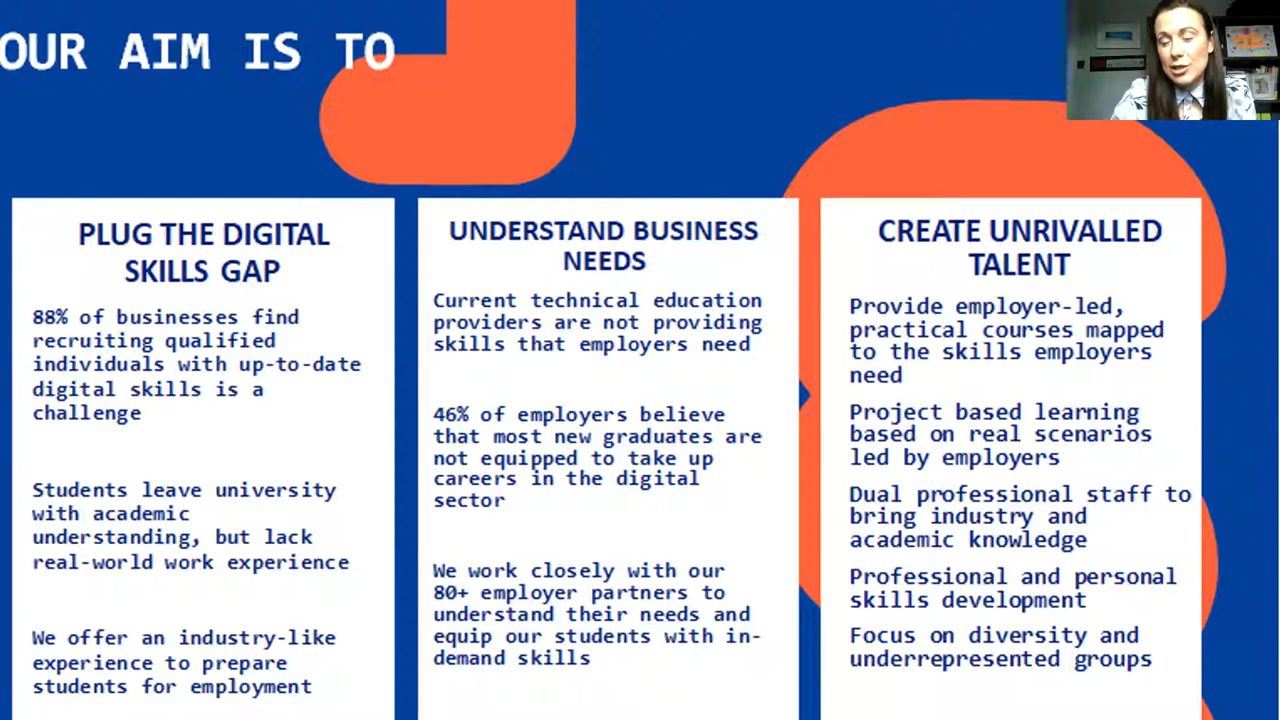 OUR AIM IS TO
PLUG THE DIGITAL
SKILLS GAP
88% of businesses find
recruiting qualified
individuals with up-to-date
digital skills is a
challenge
Students leave university
with academic
understanding, but lack
real-world work experience
We offer an industry-like
experience to prepare
students for employment
UNDERSTAND BUSINESS
NEEDS
Current technical education
providers are not providing
skills that employers need
46% of employers believe
that most new graduates are
not equipped to take up
careers in the digital
sector
We work closely with our
80+ employer partners to
understand their needs and
equip our students with in-
demand skills
CREATE UNRIVALLED
TALENT
Provide employer-led,
practical courses mapped
to the skills employers
need
Project based learning
based on real scenarios
led by employers
Dual professional staff to
bring industry and
academic knowledge
Professional and personal
skills development
Focus on diversity and
underrepresented groups